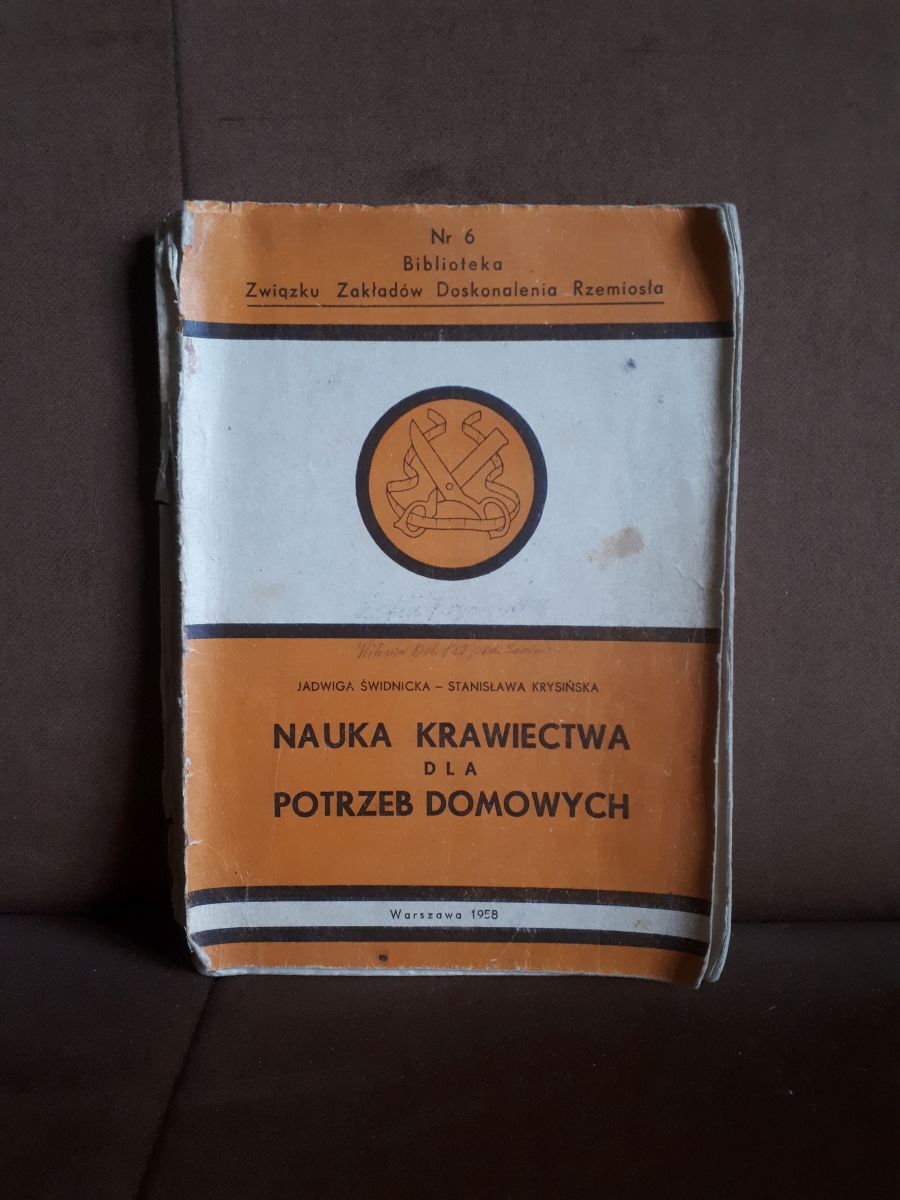 Nr 6
Biblioteka
Związku Zakładów Doskonalenia Rzemiosła
JADWIGA ŚWIDNICKA – STANISŁAWA KRYSIŃSKA
NAUKA KRAWIECTWA
DLA
POTRZEB DOMOWYCH
Warszawa 1958